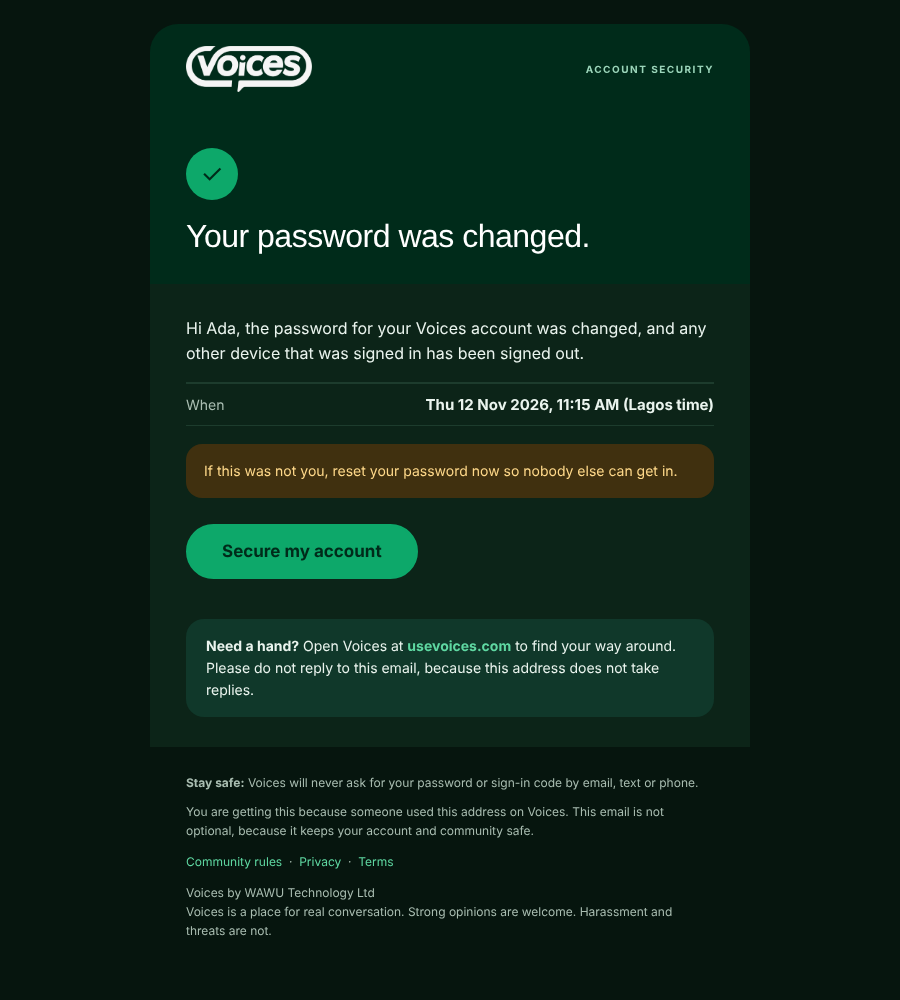 Voices
ACCOUNT SECURITY
Your password was changed.
Hi Ada, the password for your Voices account was changed, and any
other device that was signed in has been signed out.
When
Thu 12 Nov 2026, 11:15 AM (Lagos time)
If this was not you, reset your password now so nobody else can get in.
Secure my account
Need a hand? Open Voices at usevoices.com to find your way around.
Please do not reply to this email, because this address does not take
replies.
Stay safe: Voices will never ask for your password or sign-in code by email, text or phone.
You are getting this because someone used this address on Voices. This email is not
optional, because it keeps your account and community safe.
Community rules · Privacy · Terms
Voices by WAWU Technology Ltd
Voices is a place for real conversation. Strong opinions are welcome. Harassment and
threats are not.